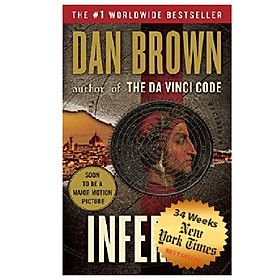 THE #1 WORLDWIDE BESTSELLER
DAN BROWN
author of THE DA VINCI CODE
SOON
TO BE A
MAJOR MOTION
PICTURE
INFE
34 Weeks
New
York Times